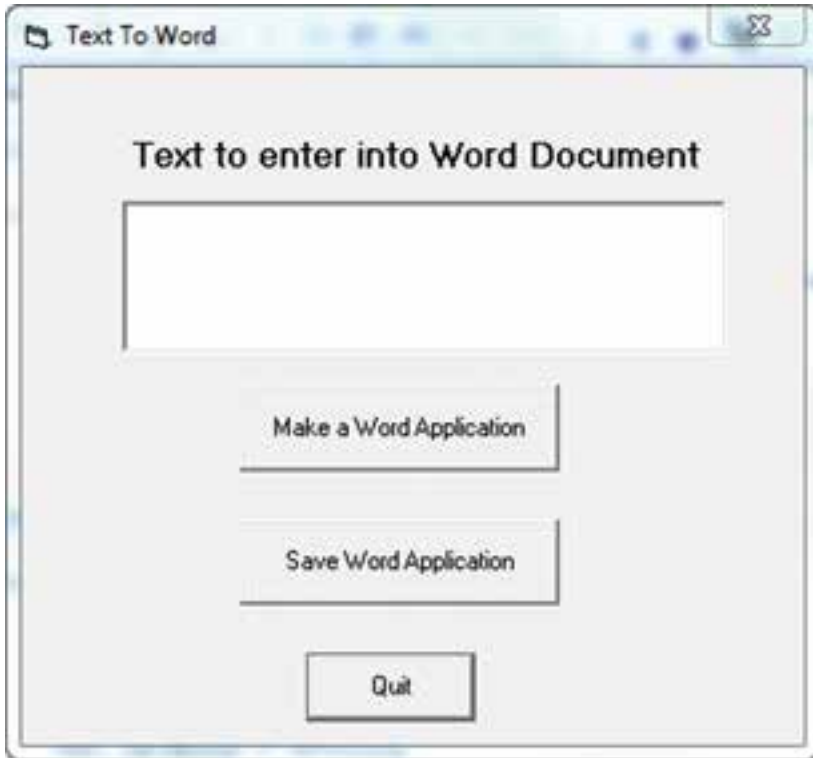 Text To Word
Text to enter into Word Document
Make a Word Application
Save Word Application
Quit